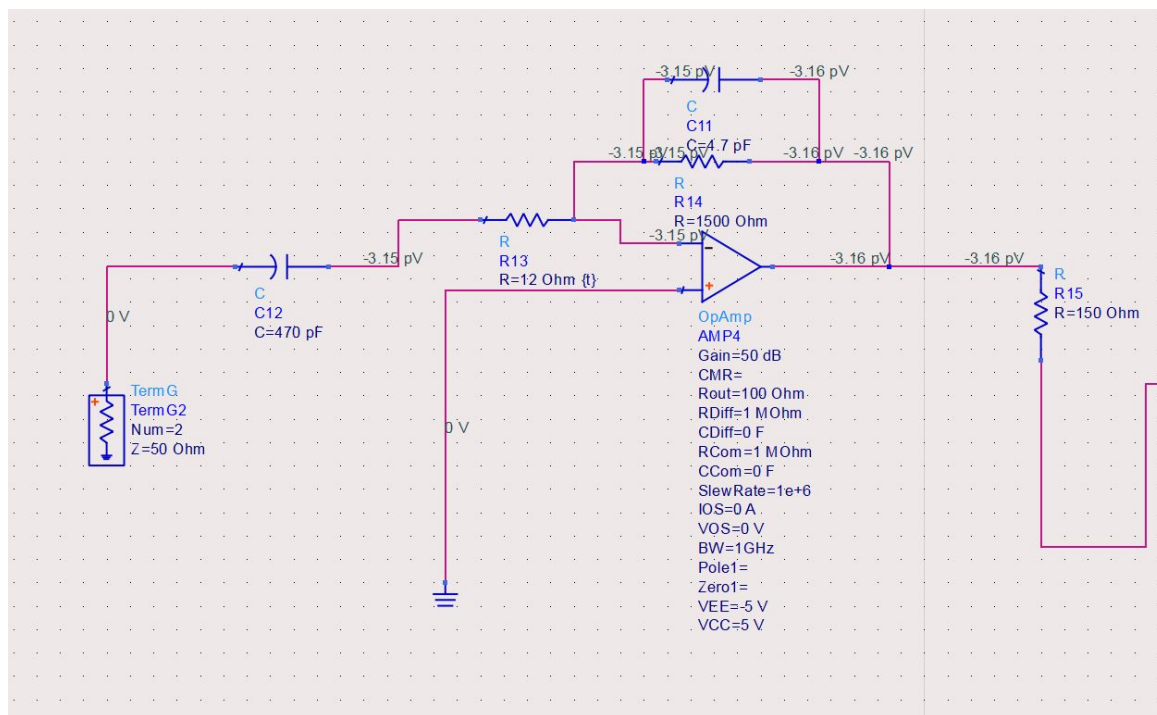 -3.15 pV
-3.16 pV
C
C11
C=4.7 pF
-3.15 pV
-3.15 pV
-3.16 pV
-3.16 pV
R
R14
R=1500 Ohm
-3.15 pV
R
R13
R=12 Ohm {t}
-3.15 pV
-3.16 pV
-3.16 pV
C
C12
C=470 pF
0 V
R
R15
R=150 Ohm
OpAmp
AMP4
Gain=50 dB
CMR=
Rout=100 Ohm
RDiff=1 MOhm
CDiff=0 F
RCom=1 MOhm
CCom=0 F
SlewRate=1e+6
IOS=0 A
VOS=0 V
BW=1GHz
Pole1=
Zero1=
VEE=-5 V
VCC=5 V
TermG
TermG2
Num=2
Z=50 Ohm
0 V